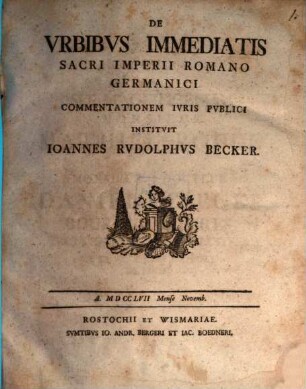 DE
VRBIBVS IMMEDIATIS
SACRI IMPERII ROMANO
GERMANICI
COMMENTATIONEM IVRIS PVBLICI
INSTITVIT
IOANNES RVDOLPHVS BECKER.
A. MDCCLVII Mense Novemb.
ROSTOCHII ET WISMARIAE.
SVMTIBVS IO. ANDR. BERGERI ET IAC. BOEDNERI.